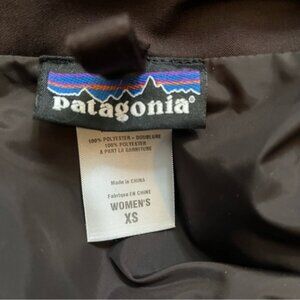 patagonia®
100% POLYESTER - DOUBLURE
100% POLYESTER
À PART LA GARNITURE
Made in CHINA
Fabriqué EN CHINE
WOMEN'S
XS